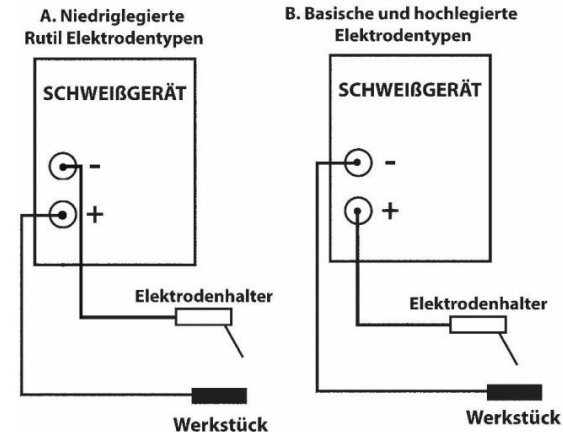 A. Niedriglegierte
Rutil Elektrodentypen
SCHWEIßGERÄT
-
+
Elektrodenhalter
Werkstück
B. Basische und hochlegierte
Elektrodentypen
SCHWEIßGERÄT
-
+
Elektrodenhalter
Werkstück